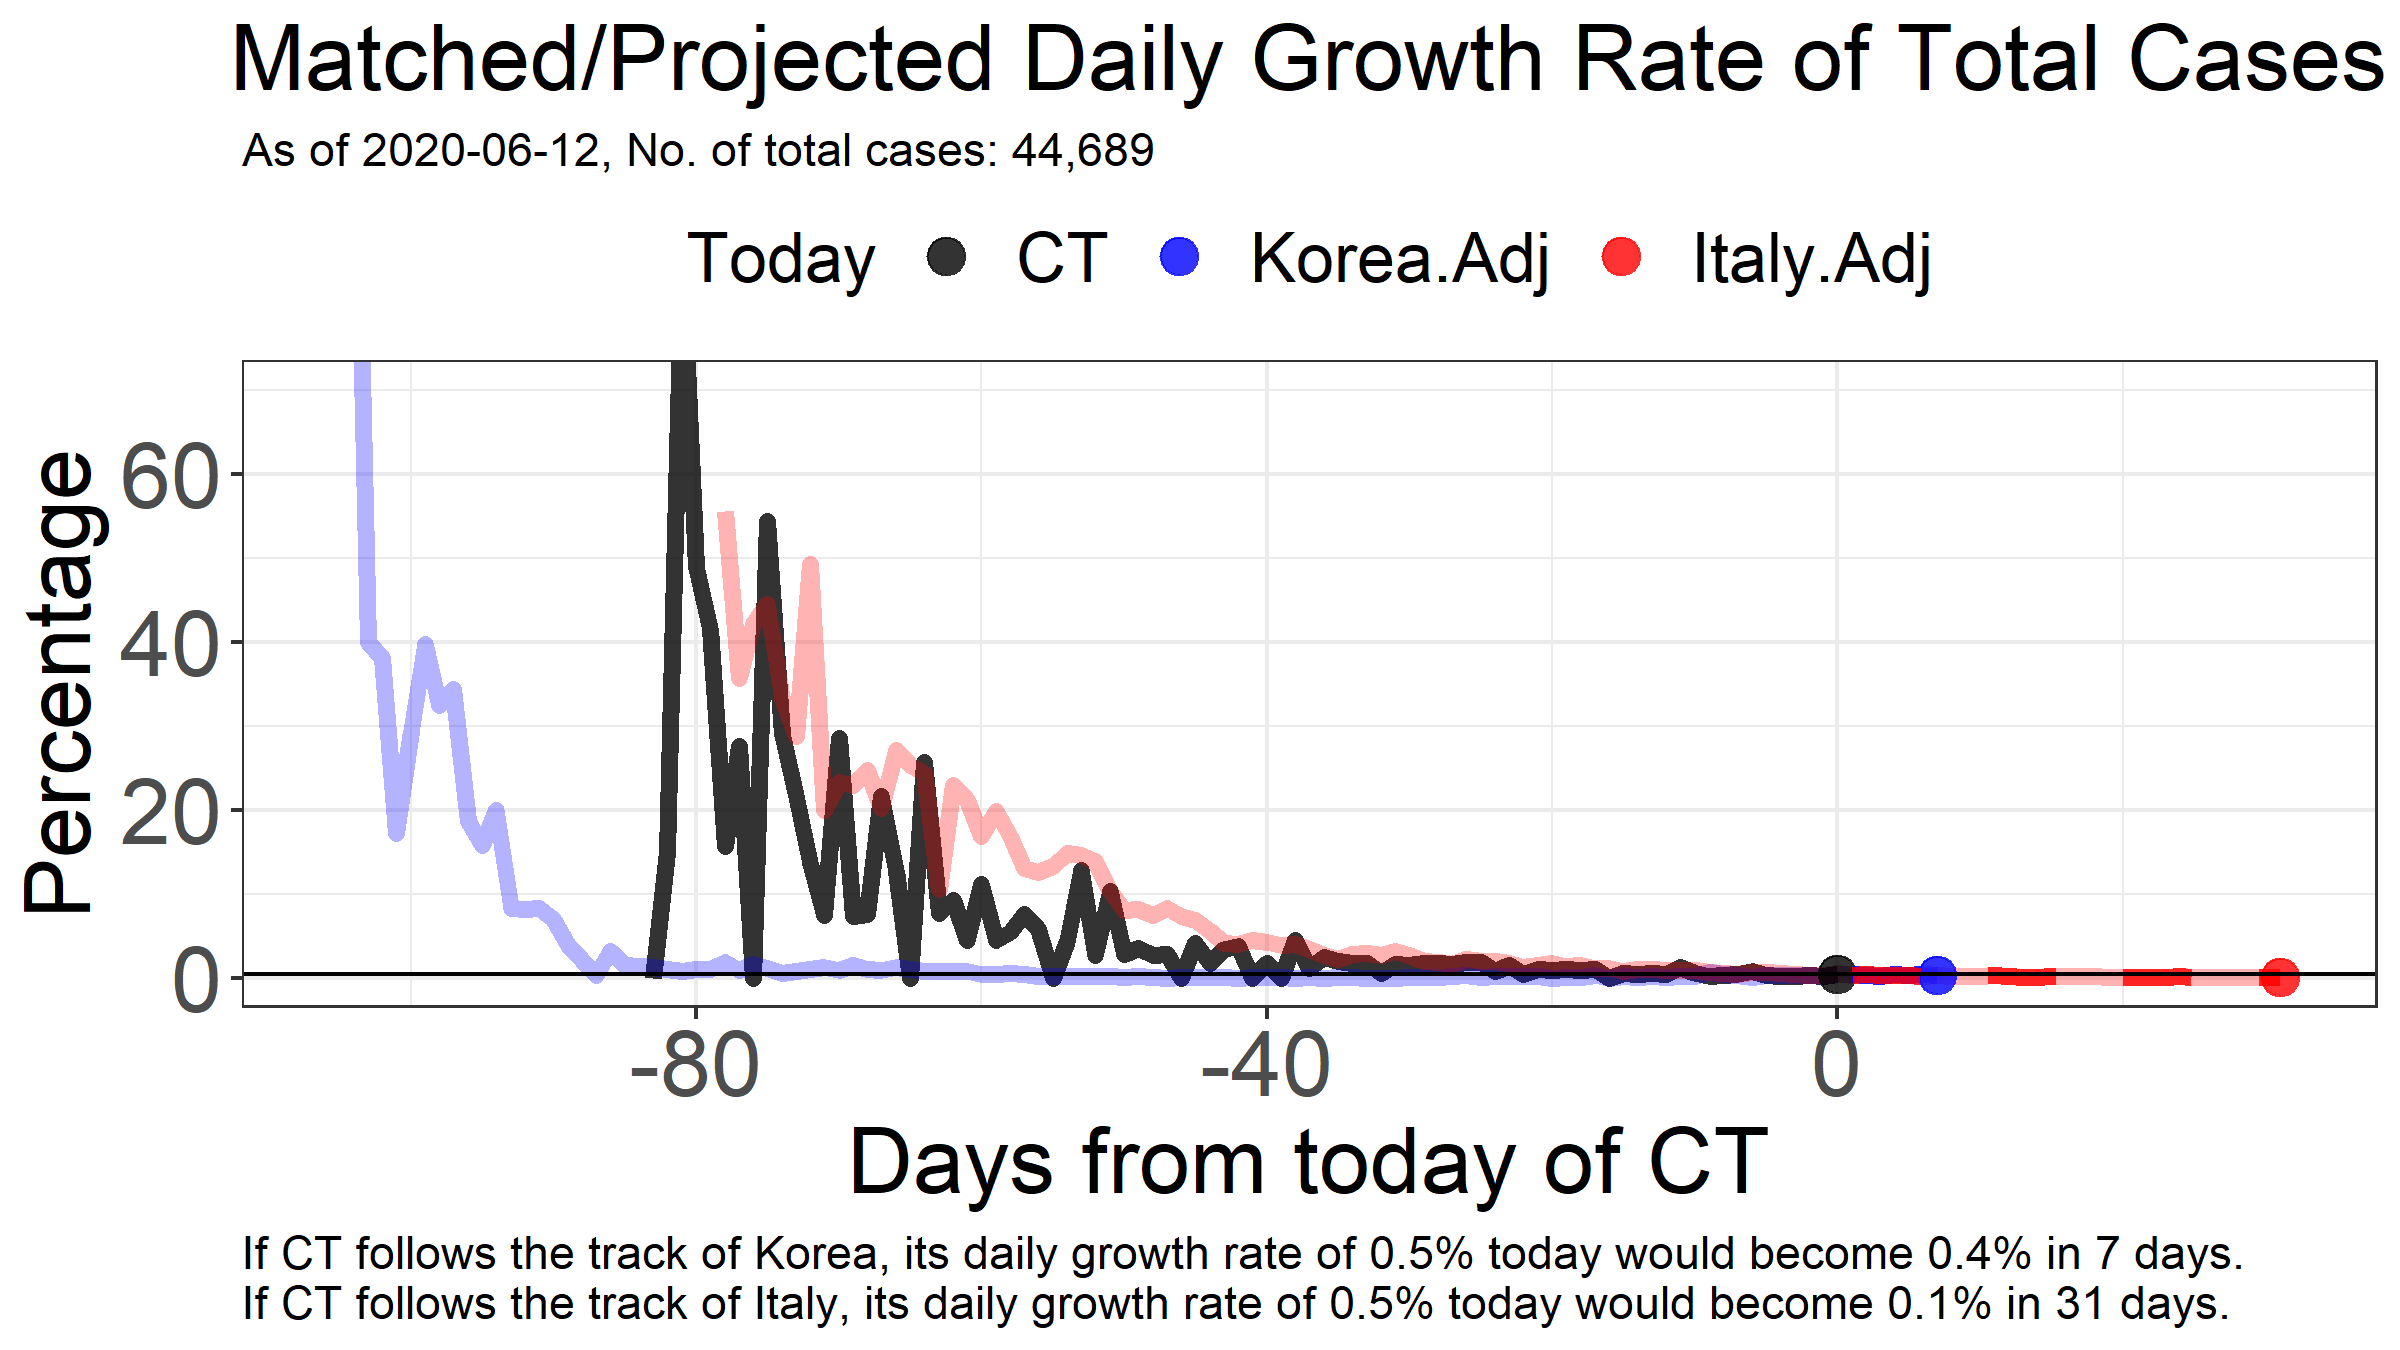 Matched/Projected Daily Growth Rate of Total Cases
As of 2020-06-12, No. of total cases: 44,689
Today CT Korea.Adj Italy.Adj
Percentage
60
40
20
0
-80 -40 0
Days from today of CT
If CT follows the track of Korea, its daily growth rate of 0.5% today would become 0.4% in 7 days.
If CT follows the track of Italy, its daily growth rate of 0.5% today would become 0.1% in 31 days.